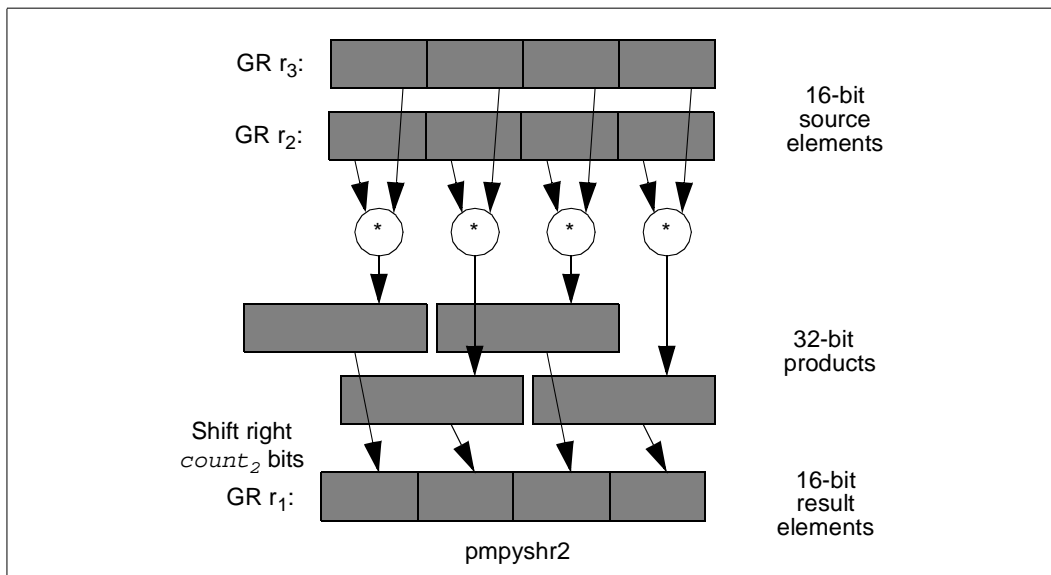 GR r3:
16-bit
source
elements
GR r2:
* * * *
32-bit
products
Shift right
count2 bits
GR r1:
16-bit
result
elements
pmpyshr2